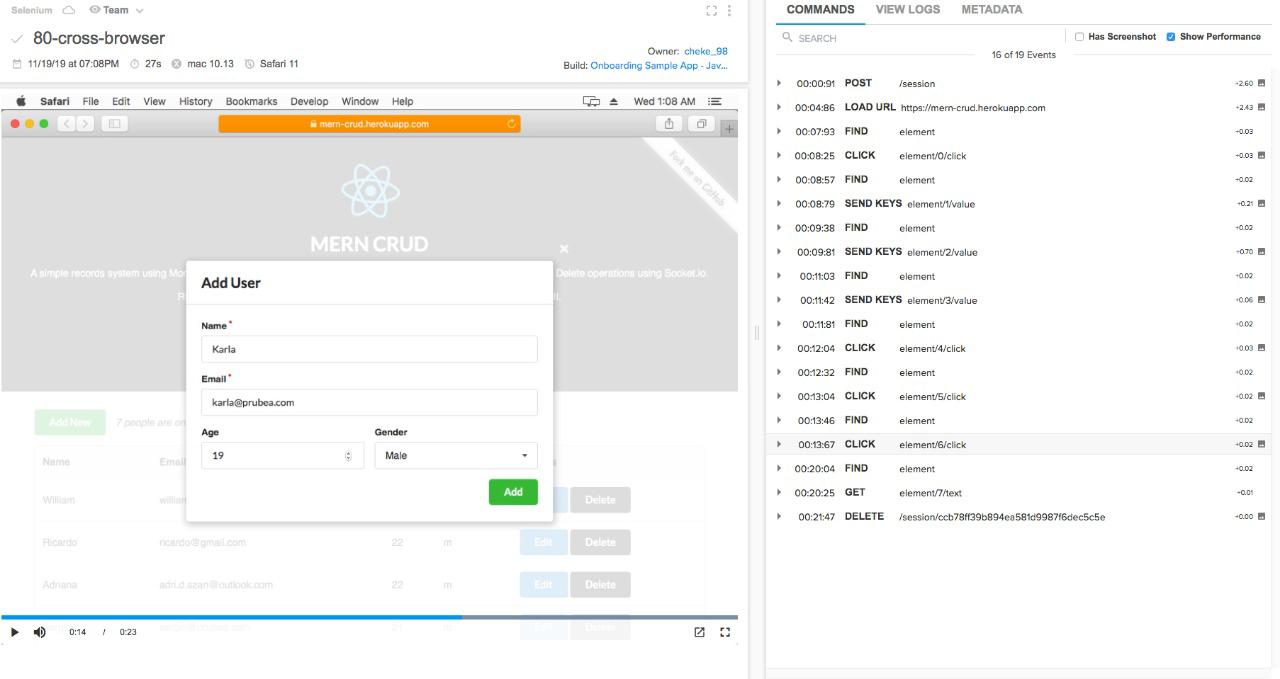 Selenium Team
80-cross-browser
11/19/19 at 07:08PM 27s mac 10.13 Safari 11
Owner: cheke_98
Build: Onboarding Sample App - Jav...
Safari File Edit View History Bookmarks Develop Window Help Wed 1:08 AM
mern-crud.herokuapp.com
Fork me on GitHub
MERN CRUD
A simple records system using Mon
Delete operations using Socket.io.
Add User
Name *
Karla
Email *
karla@prubea.com
Age Gender
19 Male
Add
Add New 7 people are on
Name Email
William william Delete
Ricardo ricardo@gmail.com 22 m Edit Delete
Adriana adri.d.szan@outlook.com 22 m Edit Delete
0:14 / 0:23
COMMANDS VIEW LOGS METADATA
SEARCH Has Screenshot Show Performance
16 of 19 Events
00:00:91 POST /session +2.60
00:04:86 LOAD URL https://mern-crud.herokuapp.com +2.43
00:07:93 FIND element +0.03
00:08:25 CLICK element/0/click +0.03
00:08:57 FIND element +0.02
00:08:79 SEND KEYS element/1/value +0.21
00:09:38 FIND element +0.02
00:09:81 SEND KEYS element/2/value +0.70
00:11:03 FIND element +0.02
00:11:42 SEND KEYS element/3/value +0.06
00:11:81 FIND element +0.02
00:12:04 CLICK element/4/click +0.03
00:12:32 FIND element +0.02
00:13:04 CLICK element/5/click +0.02
00:13:46 FIND element +0.02
00:13:67 CLICK element/6/click +0.02
00:20:04 FIND element +0.02
00:20:25 GET element/7/text +0.01
00:21:47 DELETE /session/ccb78ff39b894ea581d9987f6dec5c5e +0.00